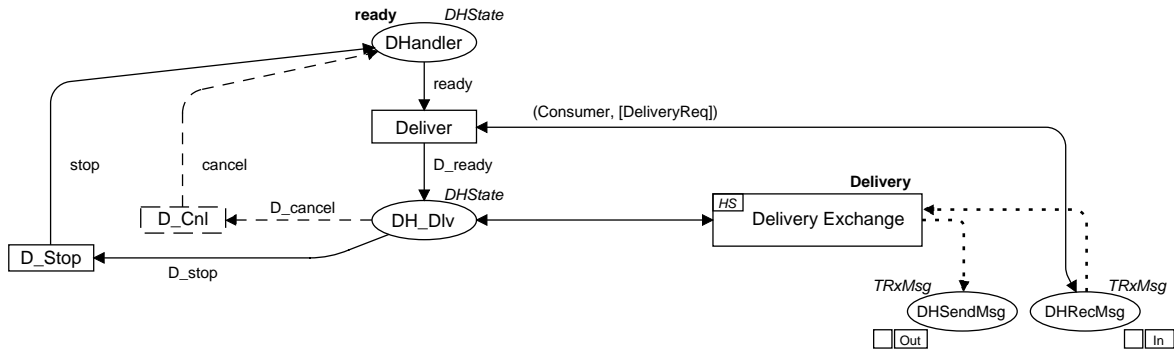 ready DHState
DHandler
ready
(Consumer, [DeliveryReq])
Deliver
stop cancel D_ready
DHState Delivery
D_cancel HS
D_Cnl DH_Dlv Delivery Exchange
D_Stop
D_stop
TRxMsg TRxMsg
DHSendMsg DHRecMsg
Out In